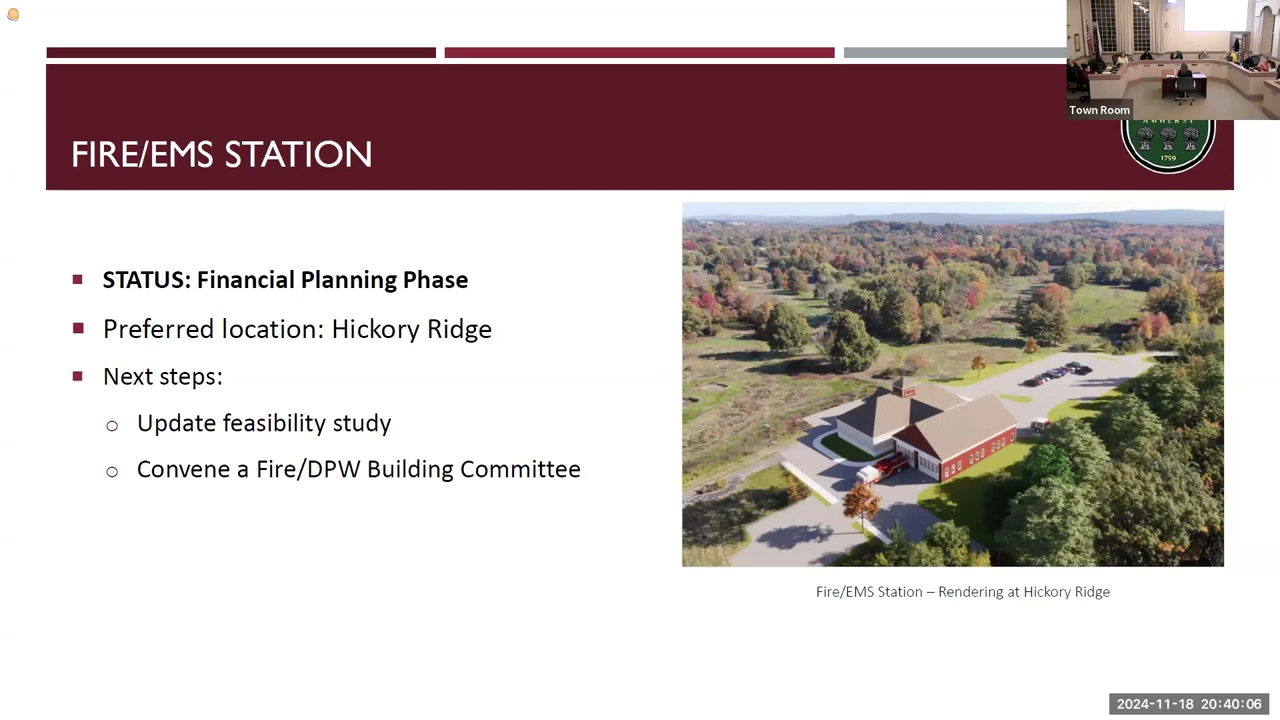 Town Room
AMHERST
1759
FIRE/EMS STATION
STATUS: Financial Planning Phase
Preferred location: Hickory Ridge
Next steps:
Update feasibility study
Convene a Fire/DPW Building Committee
Fire/EMS Station – Rendering at Hickory Ridge
2024-11-18 20:40:06